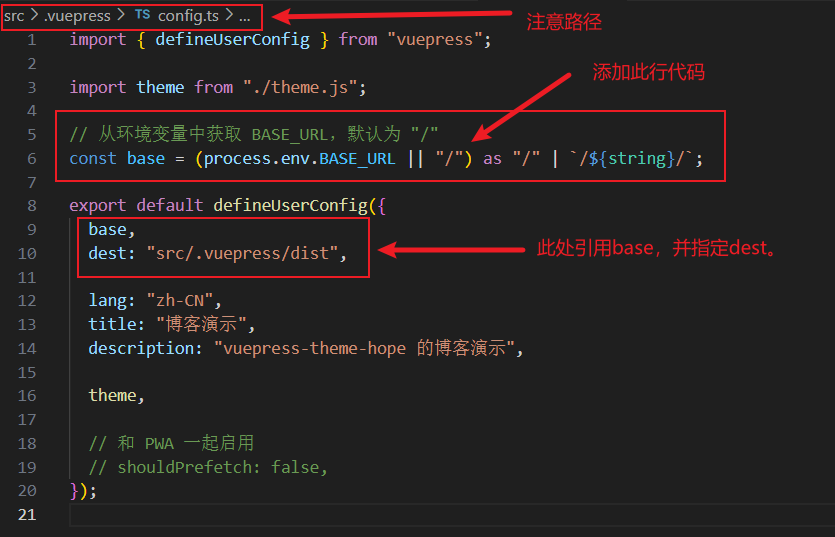 src > .vuepress > TS config.ts > ...
注意路径
1 import { defineUserConfig } from "vuepress";
2
添加此行代码
3 import theme from "./theme.js";
4
5 // 从环境变量中获取 BASE_URL，默认为 "/"
6 const base = (process.env.BASE_URL || "/") as "/" | `/${string}/`;
7
8 export default defineUserConfig({
9 base,
10 dest: "src/.vuepress/dist",
此处引用base，并指定dest。
11
12 lang: "zh-CN",
13 title: "博客演示",
14 description: "vuepress-theme-hope 的博客演示",
15
16 theme,
17
18 // 和 PWA 一起启用
19 // shouldPrefetch: false,
20 });
21